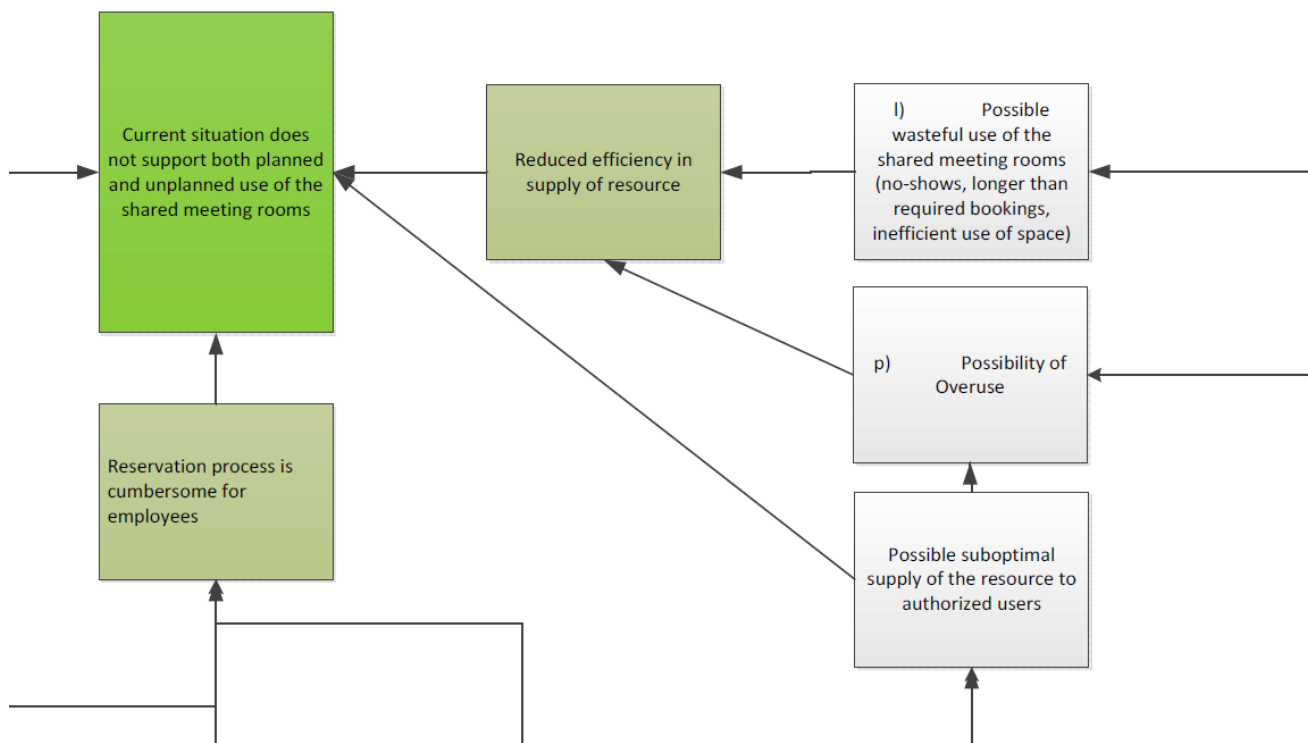 Current situation does
not support both planned
and unplanned use of the
shared meeting rooms
Reduced efficiency in
supply of resource
l) Possible
wasteful use of the
shared meeting rooms
(no-shows, longer than
required bookings,
inefficient use of space)
p) Possibility of
Overuse
Reservation process is
cumbersome for
employees
Possible suboptimal
supply of the resource to
authorized users